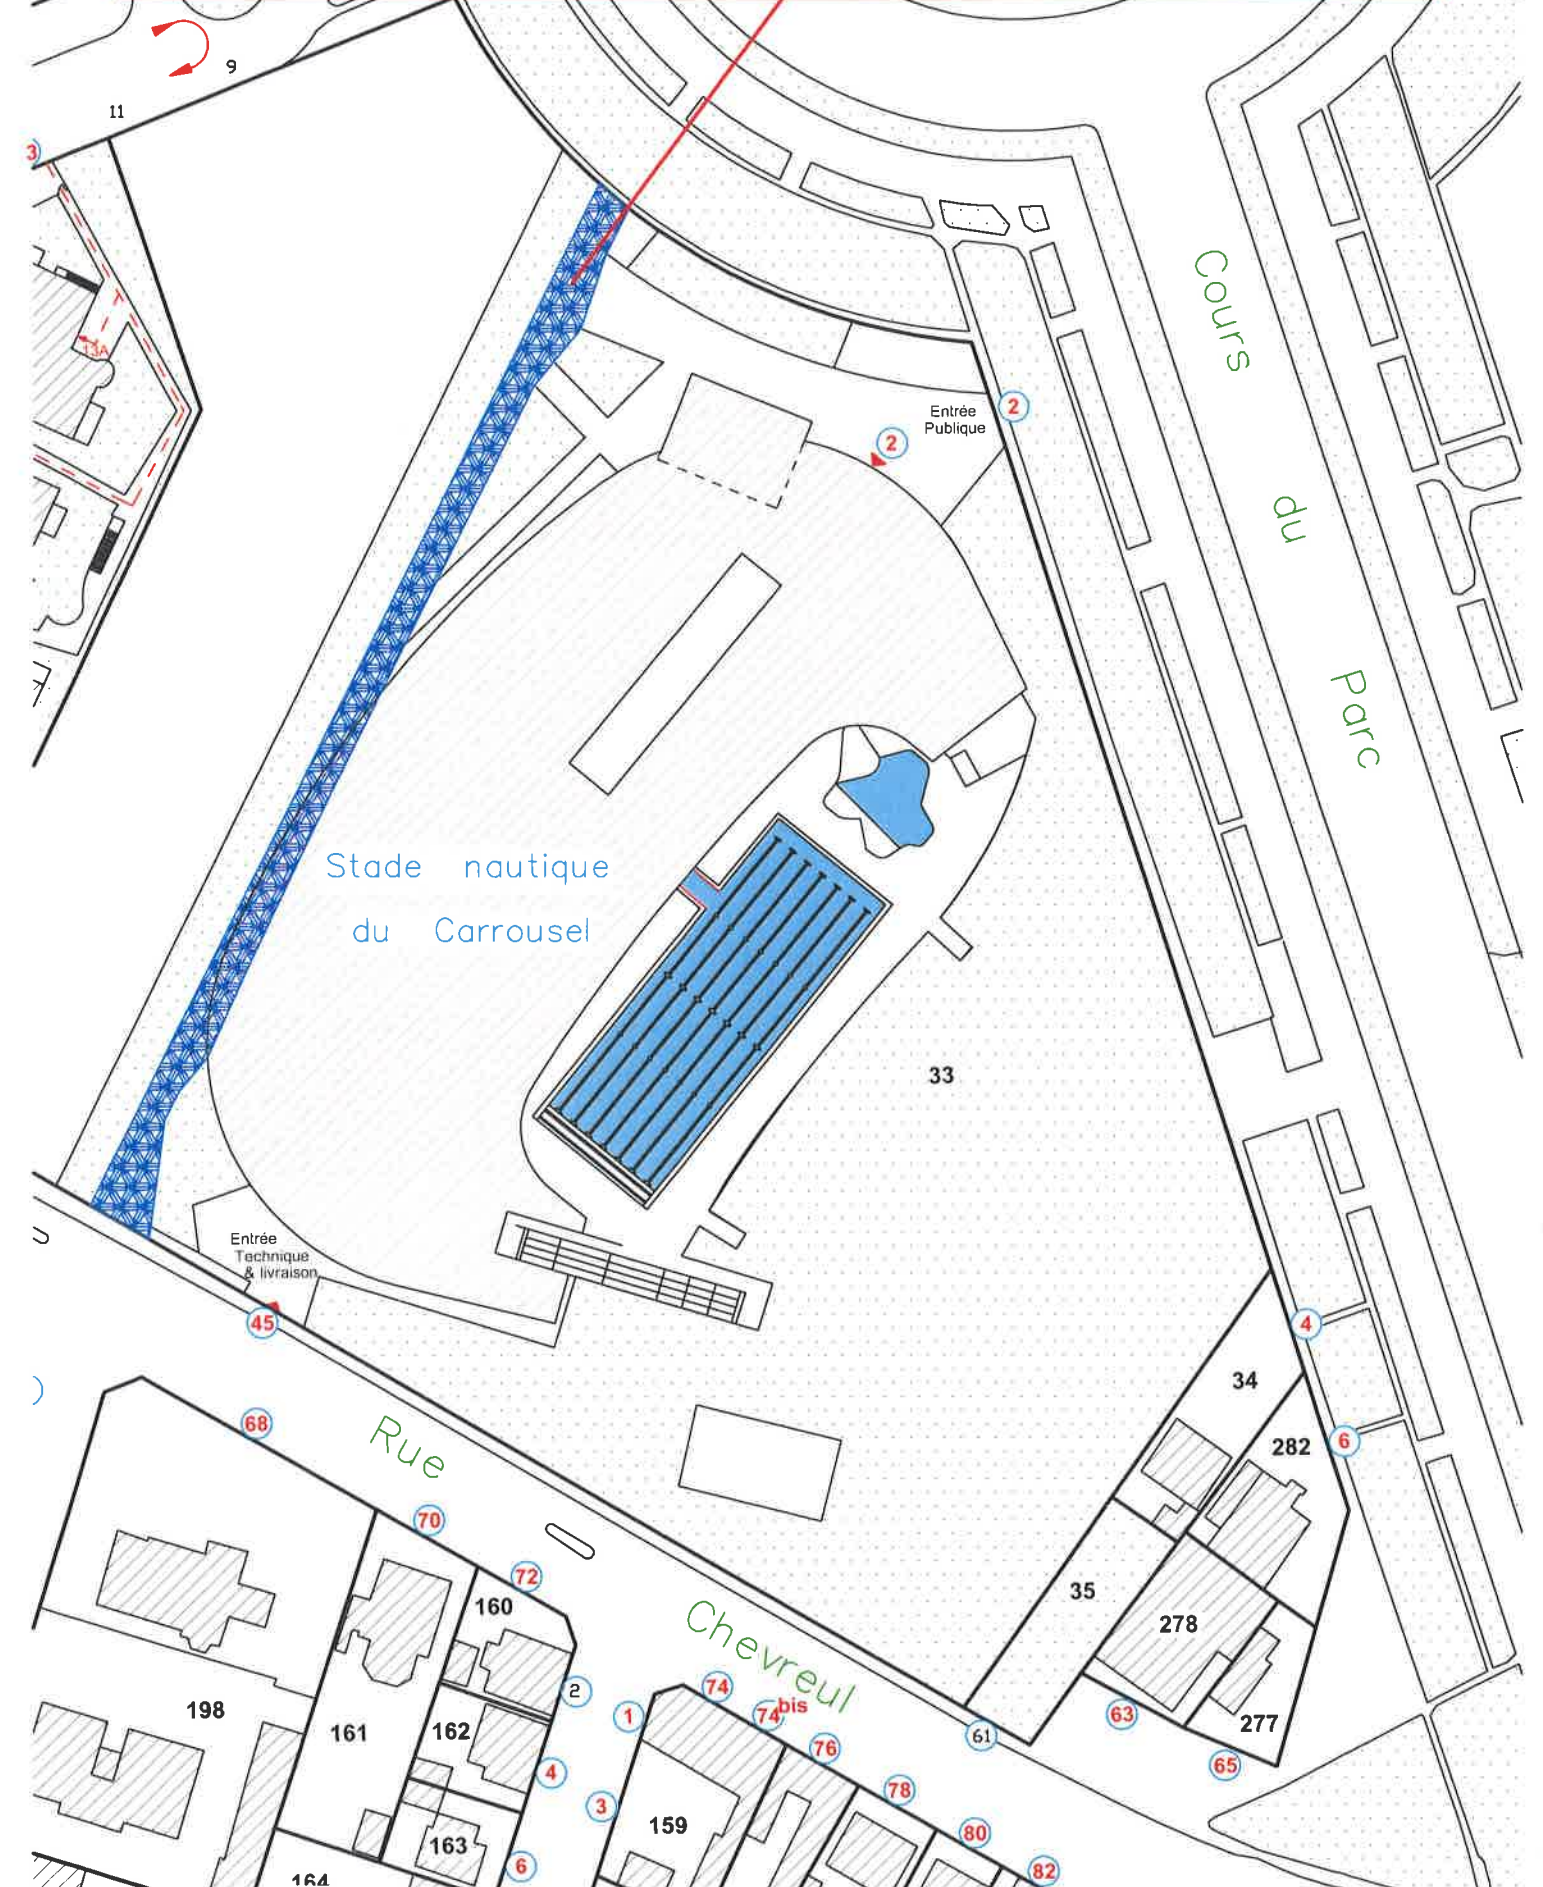 9
11
3
13A
Cours
du
Parc
2
Entrée
Publique
2
Stade nautique
du Carrousel
33
Entrée
Technique
& livraison
45
4
34
6
282
68
Rue
70
72
160
35
278
Chevreul
2
198
161
162
1
74
74bis
76
61
63
277
65
4
3
78
159
80
163
6
82
164